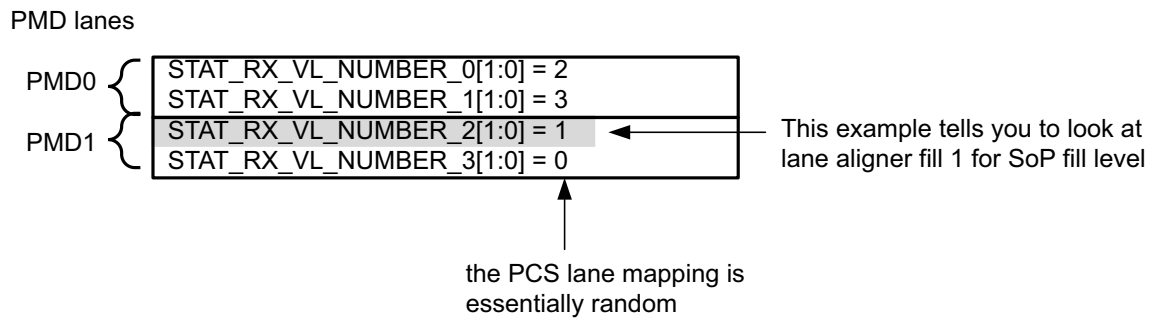 PMD lanes
PMD0
STAT_RX_VL_NUMBER_0[1:0] = 2
STAT_RX_VL_NUMBER_1[1:0] = 3
PMD1
STAT_RX_VL_NUMBER_2[1:0] = 1
STAT_RX_VL_NUMBER_3[1:0] = 0
This example tells you to look at
lane aligner fill 1 for SoP fill level
the PCS lane mapping is
essentially random